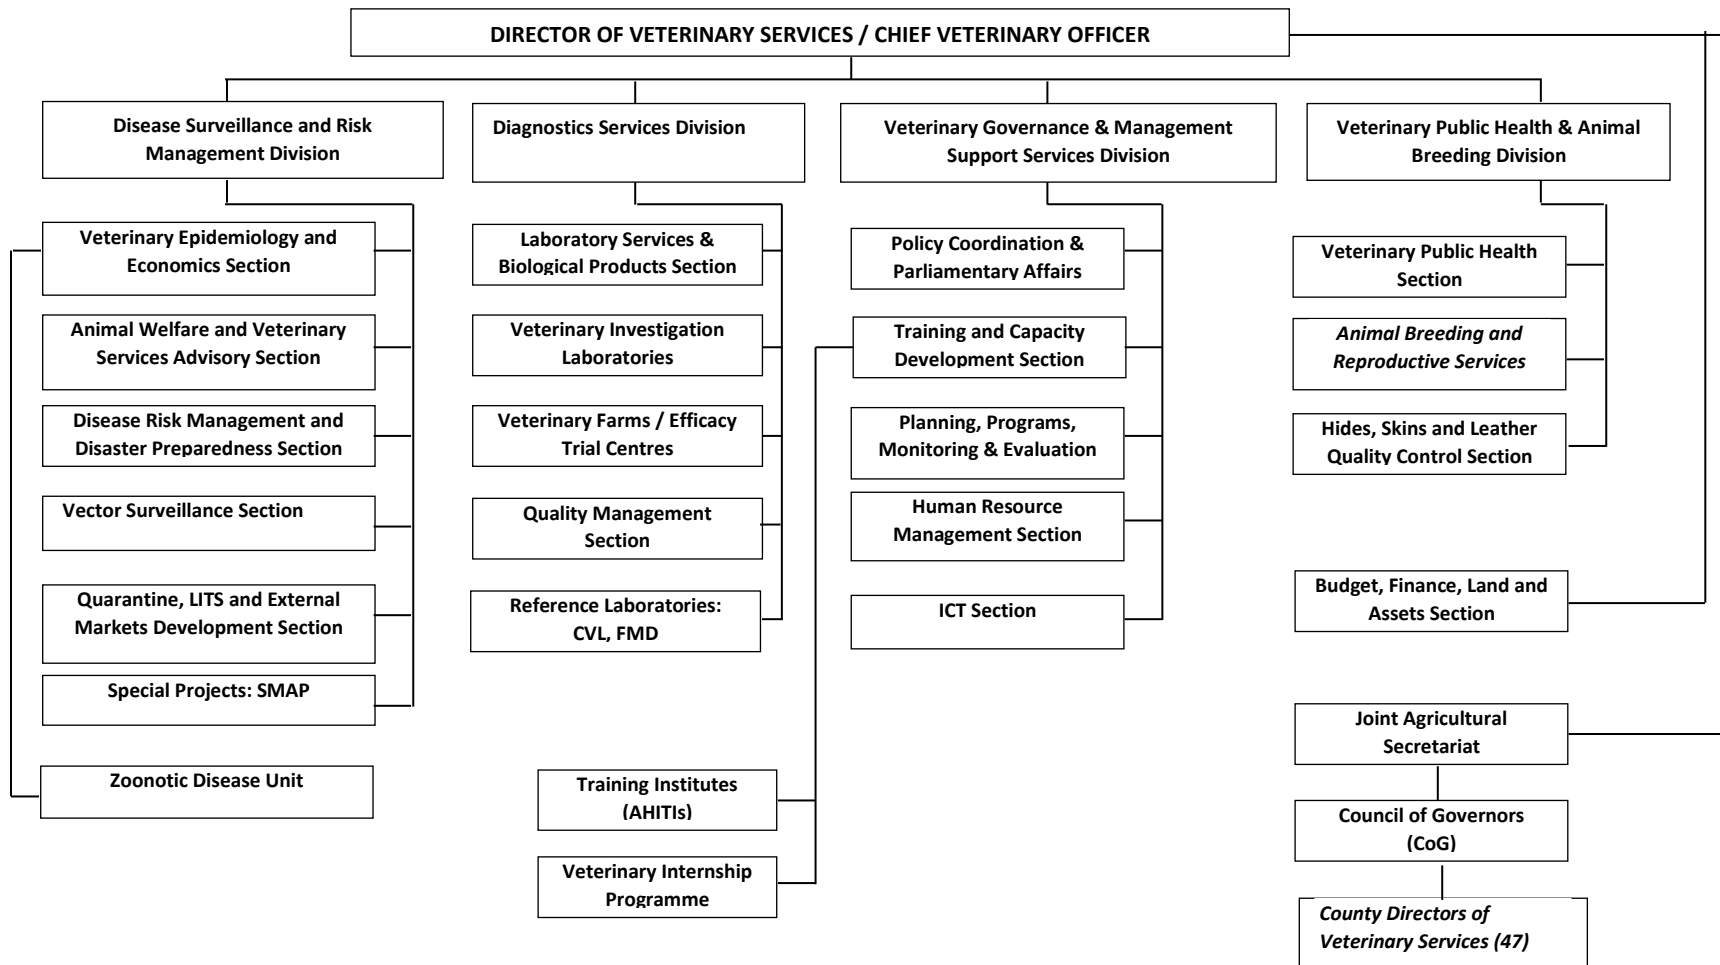 DIRECTOR OF VETERINARY SERVICES / CHIEF VETERINARY OFFICER
Disease Surveillance and Risk
Management Division
Veterinary Epidemiology and
Economics Section
Animal Welfare and Veterinary
Services Advisory Section
Disease Risk Management and
Disaster Preparedness Section
Vector Surveillance Section
Quarantine, LITS and External
Markets Development Section
Special Projects: SMAP
Zoonotic Disease Unit
Diagnostics Services Division
Laboratory Services &
Biological Products Section
Veterinary Investigation
Laboratories
Veterinary Farms / Efficacy
Trial Centres
Quality Management
Section
Reference Laboratories:
CVL, FMD
Veterinary Governance & Management
Support Services Division
Policy Coordination &
Parliamentary Affairs
Training and Capacity
Development Section
Planning, Programs,
Monitoring & Evaluation
Human Resource
Management Section
ICT Section
Training Institutes
(AHITIs)
Veterinary Internship
Programme
Veterinary Public Health & Animal
Breeding Division
Veterinary Public Health
Section
Animal Breeding and
Reproductive Services
Hides, Skins and Leather
Quality Control Section
Budget, Finance, Land and
Assets Section
Joint Agricultural
Secretariat
Council of Governors
(CoG)
County Directors of
Veterinary Services (47)